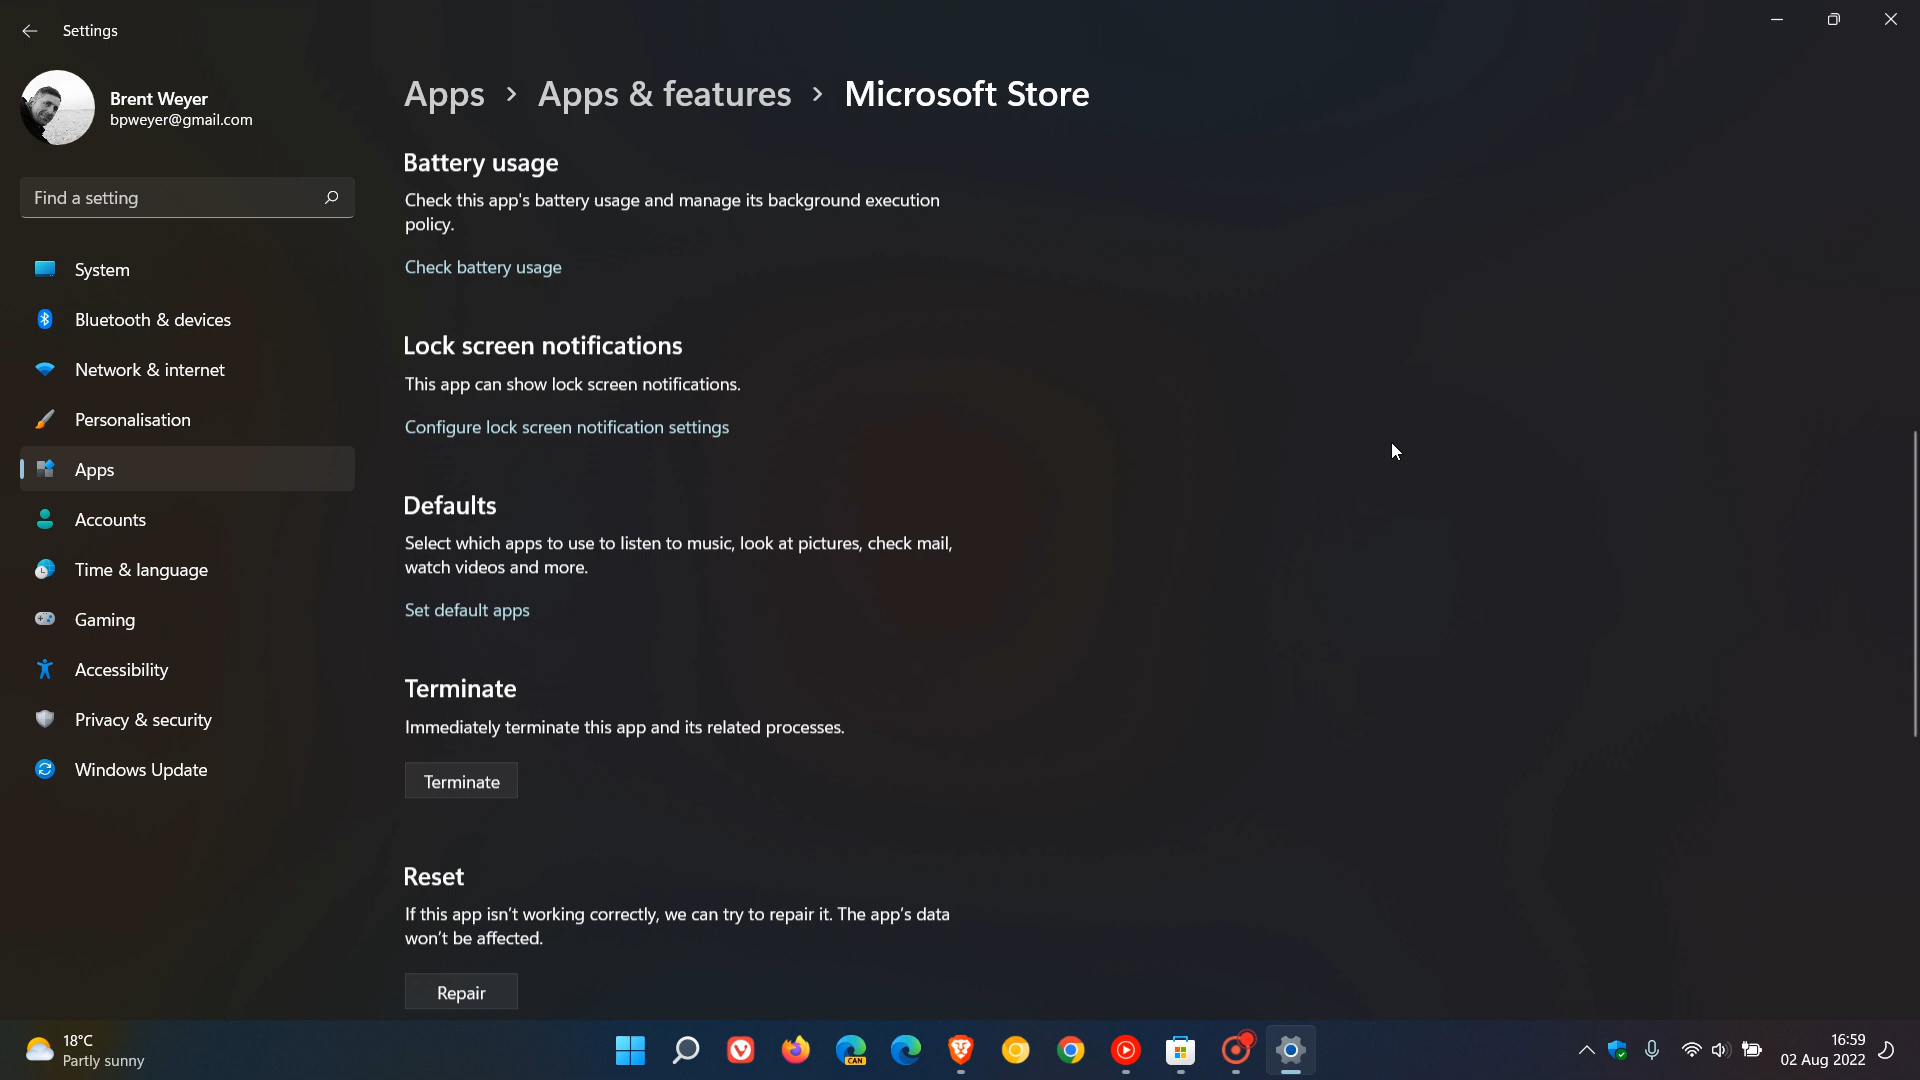 Settings
Brent Weyer
bpweyer@gmail.com
Find a setting
System
Bluetooth & devices
Network & internet
Personalisation
Apps
Accounts
Time & language
Gaming
Accessibility
Privacy & security
Windows Update
Apps > Apps & features > Microsoft Store
Battery usage
Check this app's battery usage and manage its background execution
policy.
Check battery usage
Lock screen notifications
This app can show lock screen notifications.
Configure lock screen notification settings
Defaults
Select which apps to use to listen to music, look at pictures, check mail,
watch videos and more.
Set default apps
Terminate
Immediately terminate this app and its related processes.
Terminate
Reset
If this app isn't working correctly, we can try to repair it. The app's data
won't be affected.
Repair
18°C
Partly sunny
CAN
16:59
02 Aug 2022